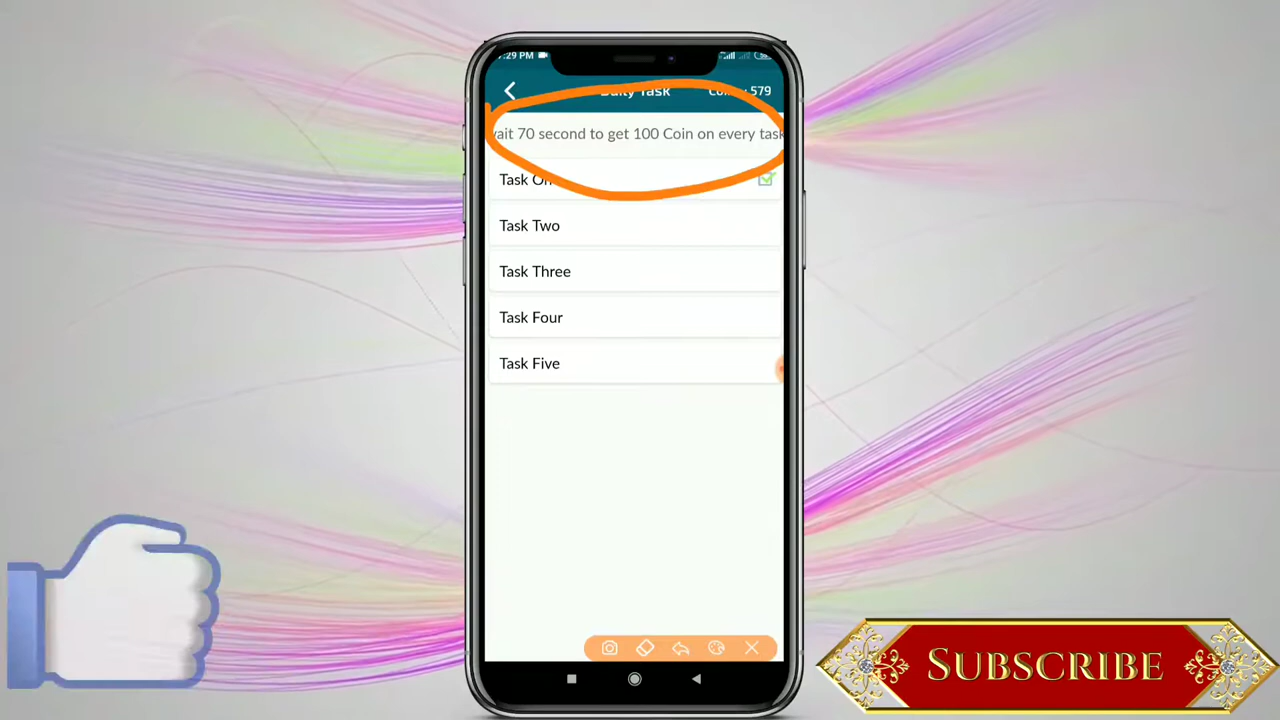 :29 PM
Daily Task
579
ait 70 second to get 100 Coin on every task
Task On
Task Two
Task Three
Task Four
Task Five
SUBSCRIBE